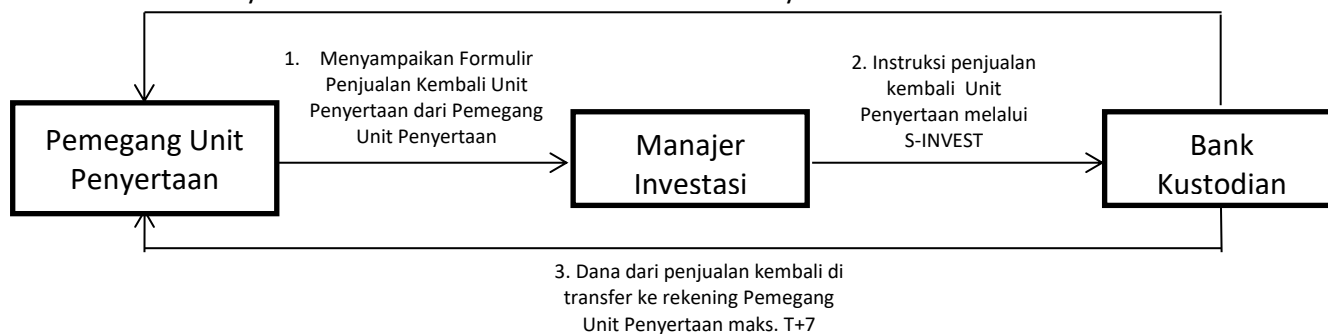 1. Menyampaikan Formulir
Penjualan Kembali Unit
Penyertaan dari Pemegang
Unit Penyertaan
2. Instruksi penjualan
kembali Unit
Penyertaan melalui
S-INVEST
Pemegang Unit
Penyertaan
Manajer
Investasi
Bank
Kustodian
3. Dana dari penjualan kembali di
transfer ke rekening Pemegang
Unit Penyertaan maks. T+7